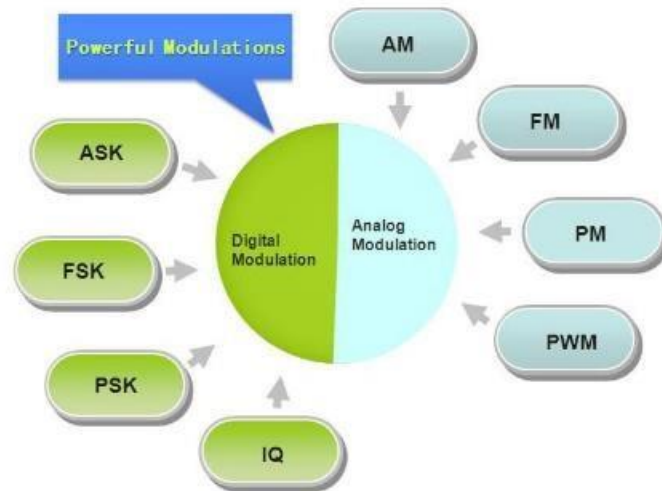 Powerful Modulations
AM
FM
ASK
Digital
Modulation
Analog
Modulation
PM
FSK
PWM
PSK
IQ